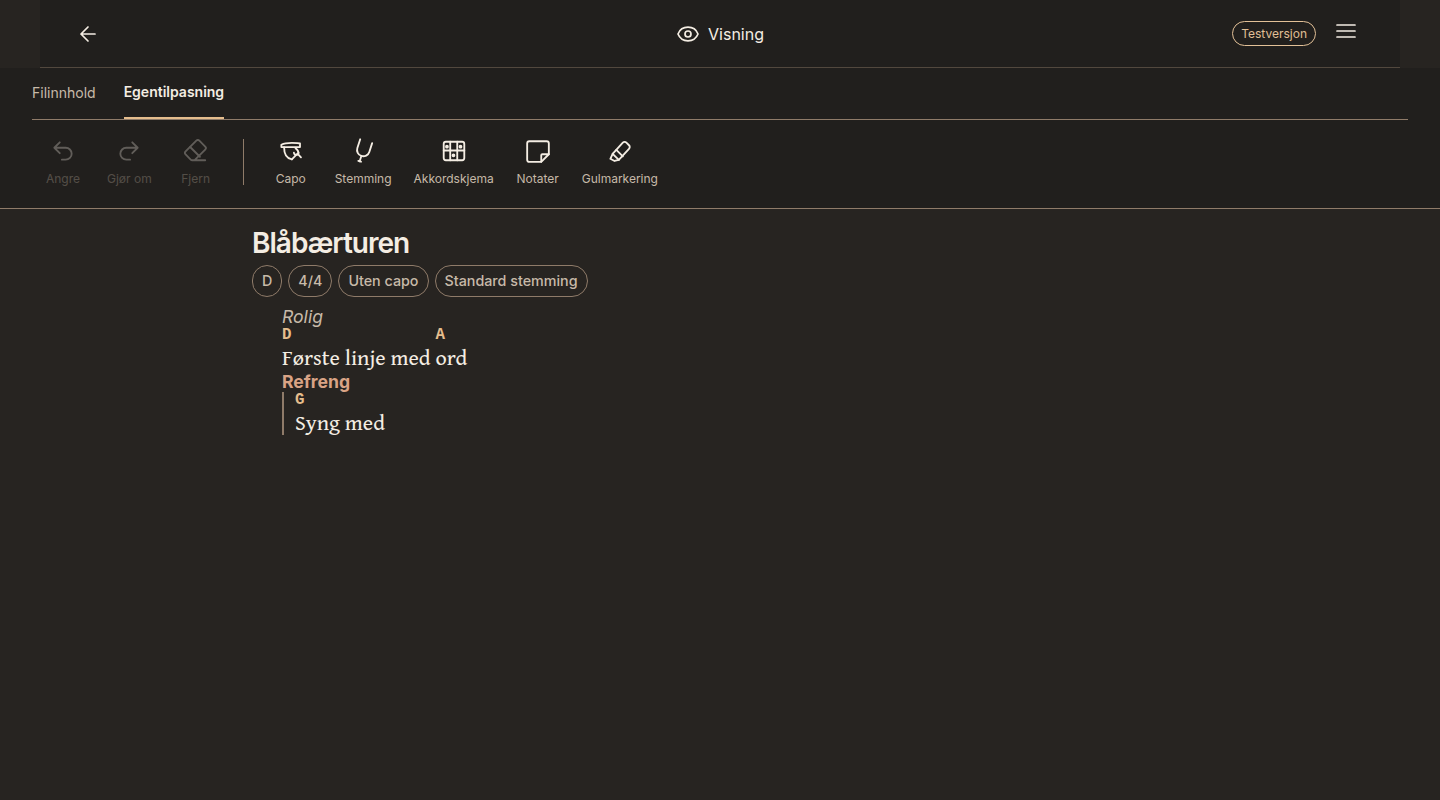 Visning
Testversjon
Filinnhold
Egentilpasning
Angre
Gjør om
Fjern
Capo
Stemming
Akkordskjema
Notater
Gulmarkering
Blåbærturen
D
4/4
Uten capo
Standard stemming
Rolig
D A
Første linje med ord
Refreng
G
Syng med